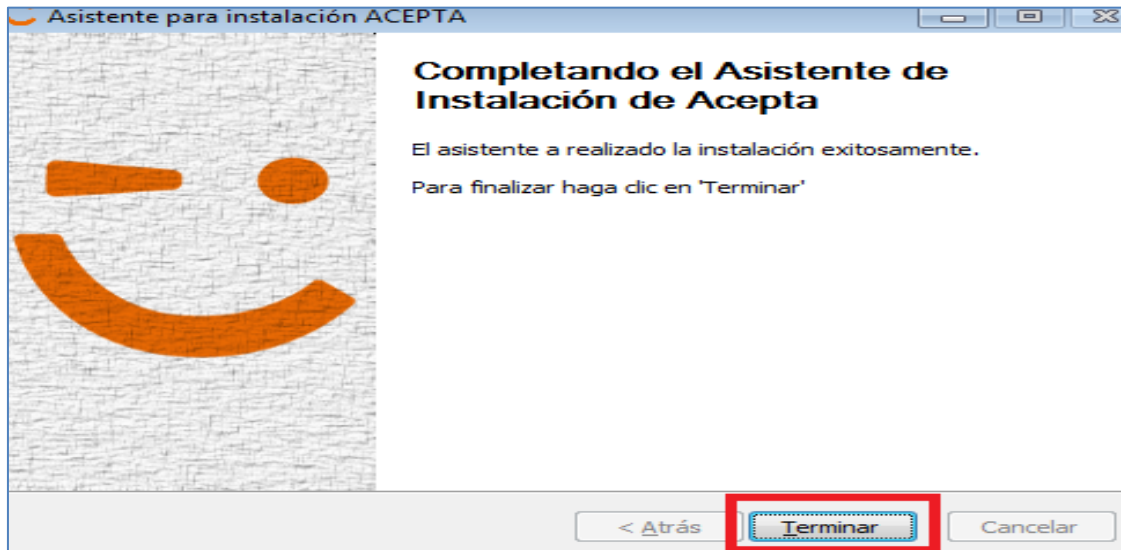 Asistente para instalación ACEPTA
Completando el Asistente de
Instalación de Acepta
El asistente a realizado la instalación exitosamente.
Para finalizar haga clic en 'Terminar'
< Atrás
Terminar
Cancelar